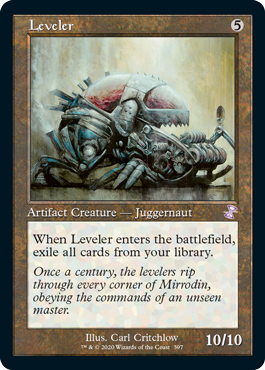 Leveler 5
Artifact Creature — Juggernaut
When Leveler enters the battlefield,
exile all cards from your library.
Once a century, the levelers rip
through every corner of Mirrodin,
obeying the commands of an unseen
master.
Illus. Carl Critchlow
™ & © 2020 Wizards of the Coast 397
10/10